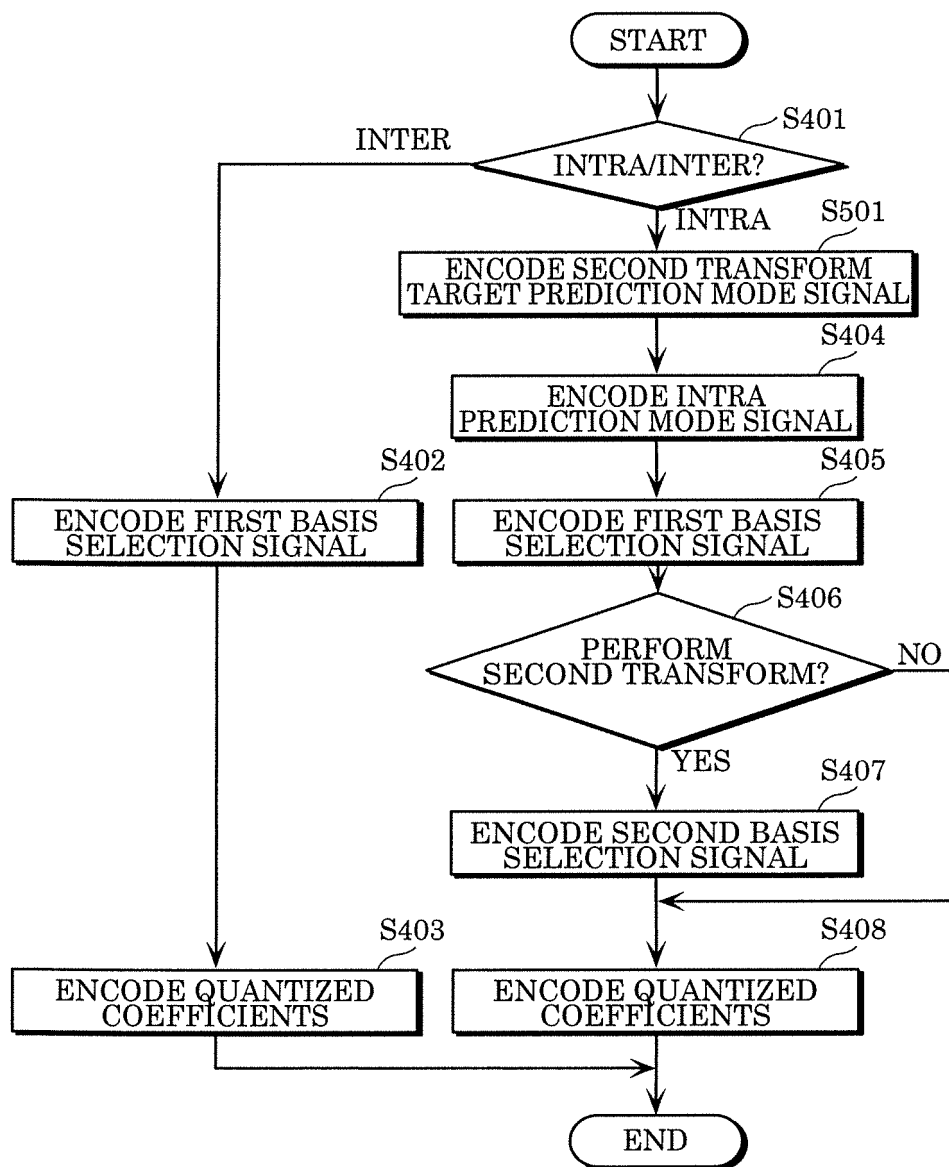 START
S401
INTER
INTRA/INTER?
INTRA
S501
ENCODE SECOND TRANSFORM
TARGET PREDICTION MODE SIGNAL
S404
ENCODE INTRA
PREDICTION MODE SIGNAL
S402
ENCODE FIRST BASIS
SELECTION SIGNAL
S405
ENCODE FIRST BASIS
SELECTION SIGNAL
S406
PERFORM
SECOND TRANSFORM?
NO
YES
S407
ENCODE SECOND BASIS
SELECTION SIGNAL
S403
ENCODE QUANTIZED
COEFFICIENTS
S408
ENCODE QUANTIZED
COEFFICIENTS
END